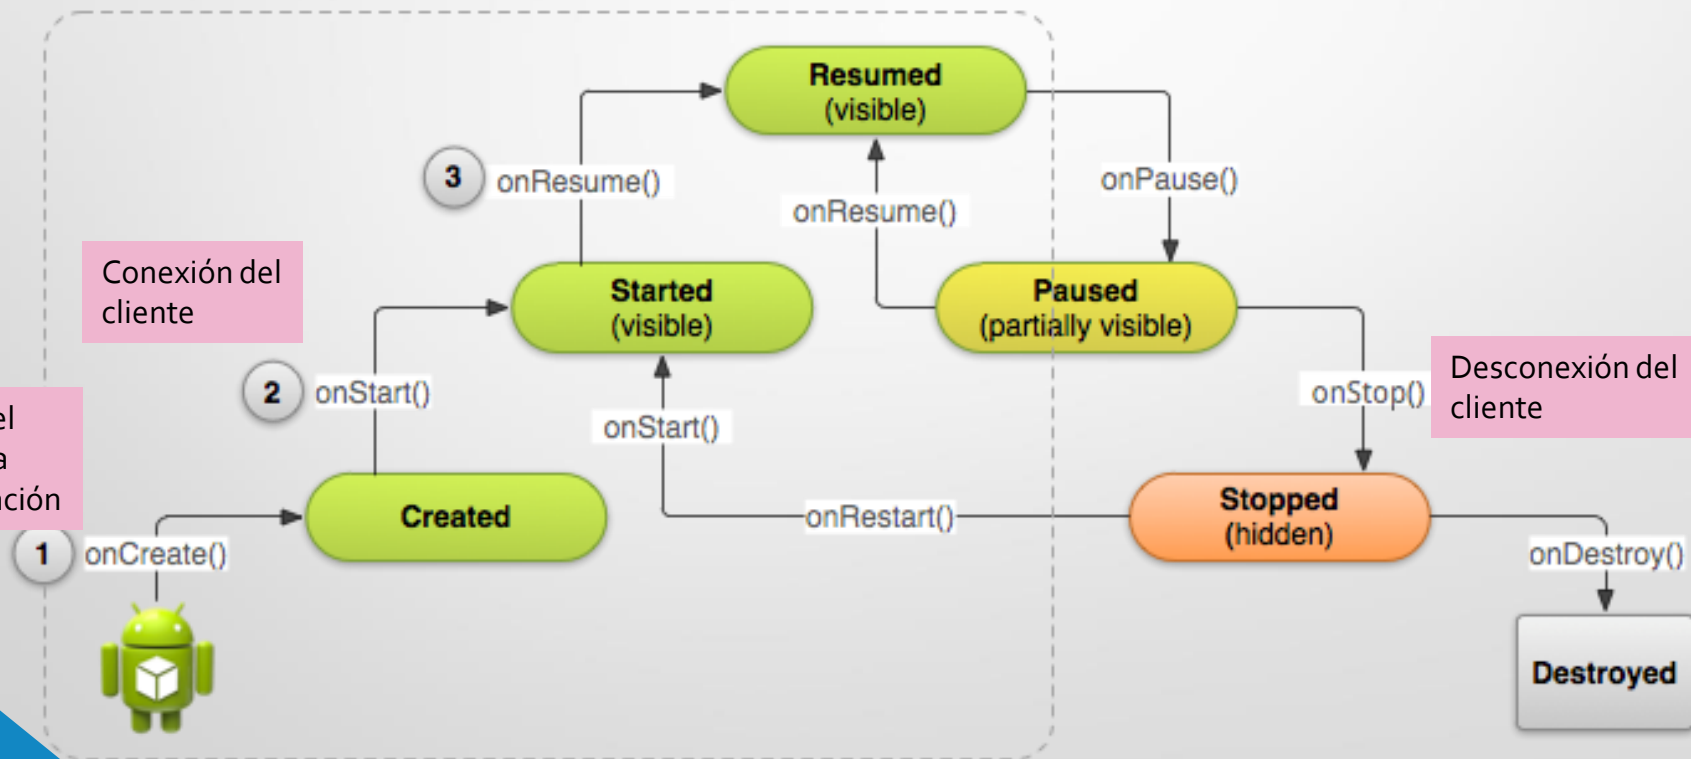 Resumed
(visible)
3
onResume()
onResume()
onPause()
Conexión del
cliente
Started
(visible)
Paused
(partially visible)
2
onStart()
onStart()
onStop()
Desconexión del
cliente
el
a
ación
1
onCreate()
Created
onRestart()
Stopped
(hidden)
onDestroy()
Destroyed